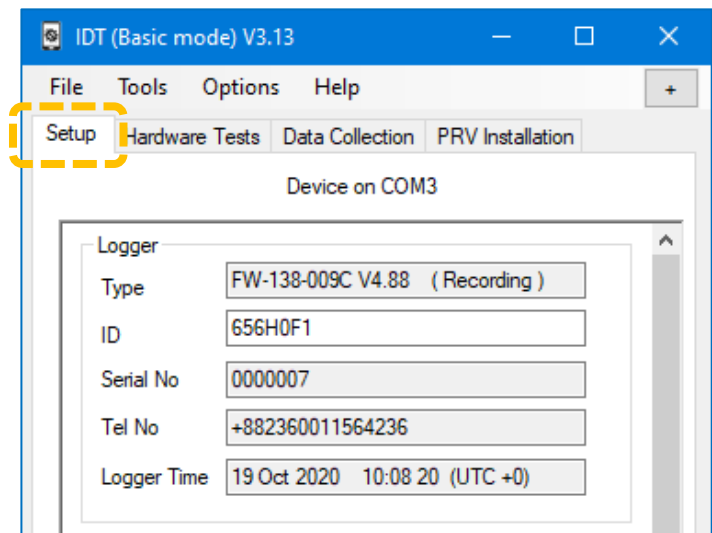 IDT (Basic mode) V3.13
File Tools Options Help +
Setup Hardware Tests Data Collection PRV Installation
Device on COM3
Logger
Type FW-138-009C V4.88 ( Recording )
ID 656H0F1
Serial No 0000007
Tel No +882360011564236
Logger Time 19 Oct 2020 10:08 20 (UTC +0)